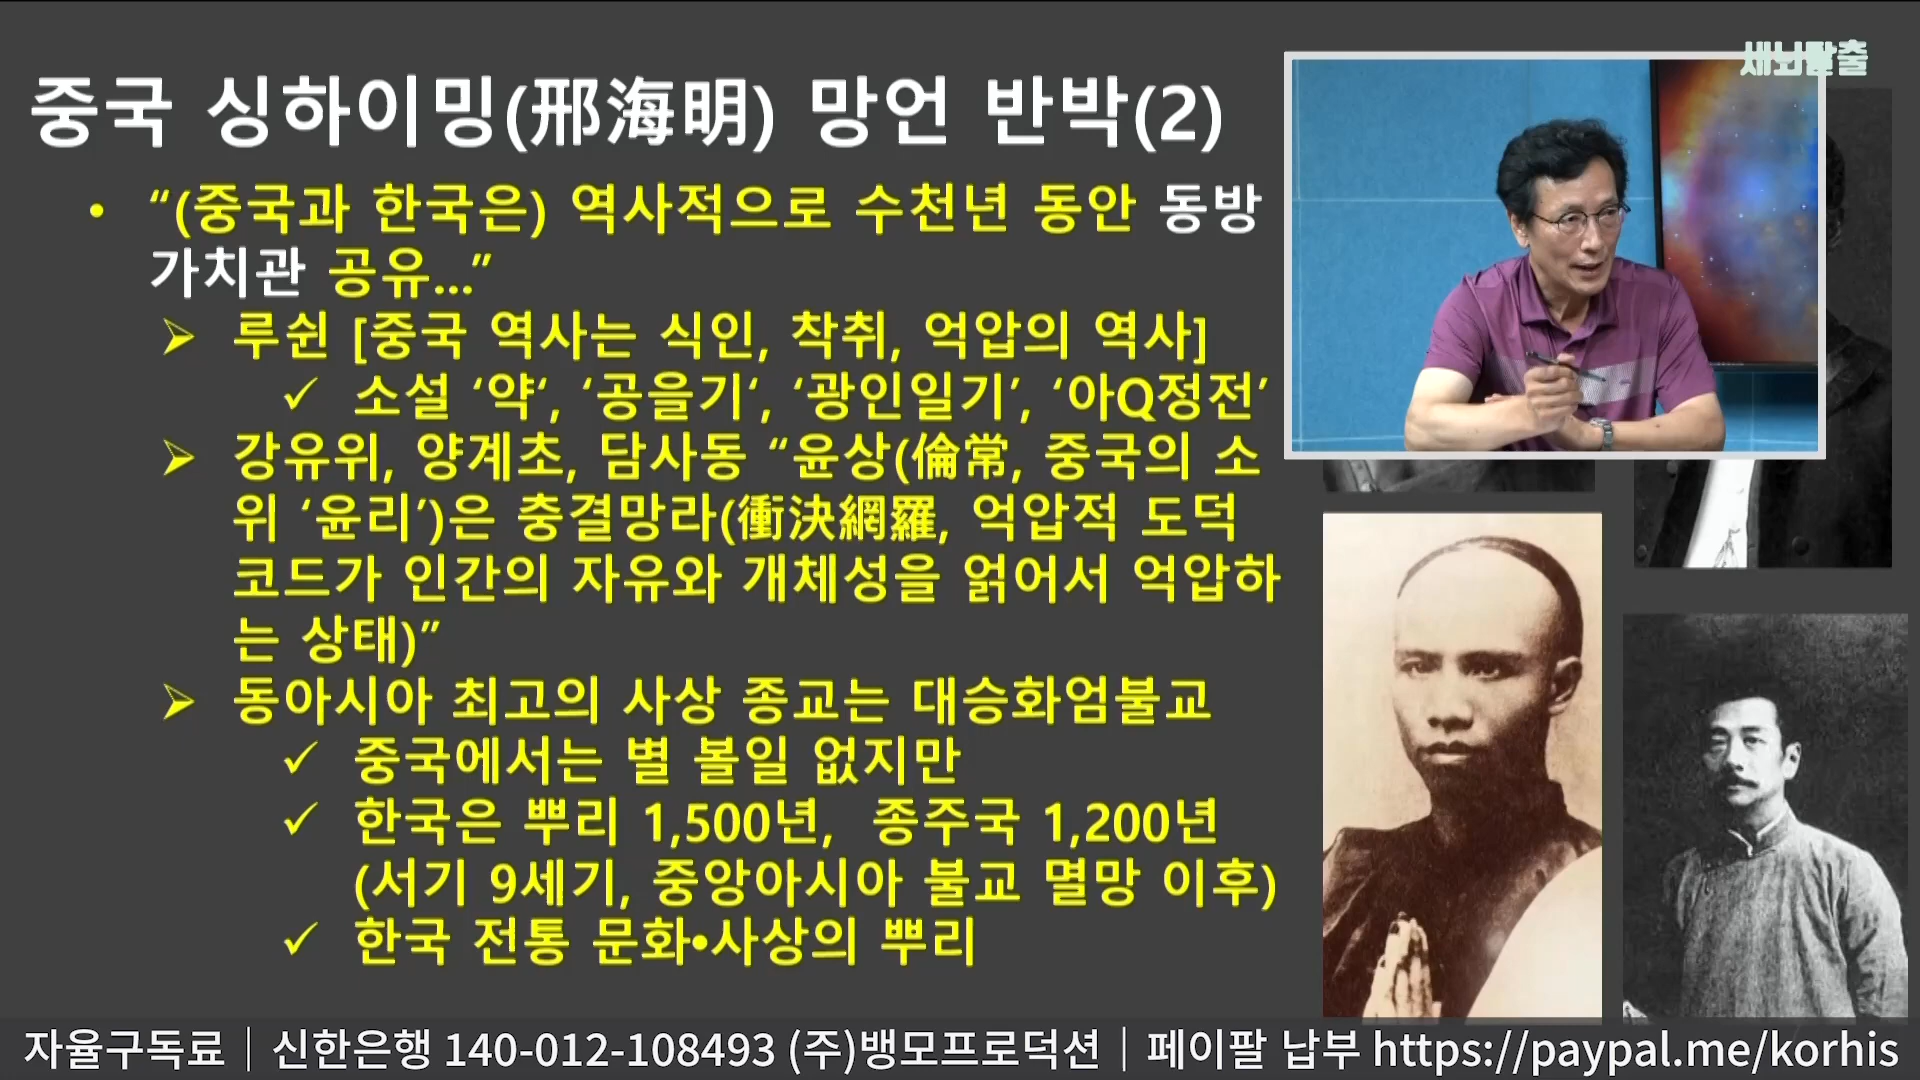 세뇌탈출
중국 싱하이밍(邢海明) 망언 반박(2)
• “(중국과 한국은) 역사적으로 수천년 동안 동방
가치관 공유...”
➢ 루쉰 [중국 역사는 식인, 착취, 억압의 역사]
✓ 소설 ‘약‘, ‘공을기‘, ‘광인일기’, ‘아Q정전’
➢ 강유위, 양계초, 담사동 “윤상(倫常, 중국의 소
위 ‘윤리’)은 충결망라(衝決網羅, 억압적 도덕
코드가 인간의 자유와 개체성을 얽어서 억압하
는 상태)”
➢ 동아시아 최고의 사상 종교는 대승화엄불교
✓ 중국에서는 별 볼일 없지만
✓ 한국은 뿌리 1,500년, 종주국 1,200년
(서기 9세기, 중앙아시아 불교 멸망 이후)
✓ 한국 전통 문화•사상의 뿌리
자율구독료 | 신한은행 140-012-108493 (주)뱅모프로덕션 | 페이팔 납부 https://paypal.me/korhis